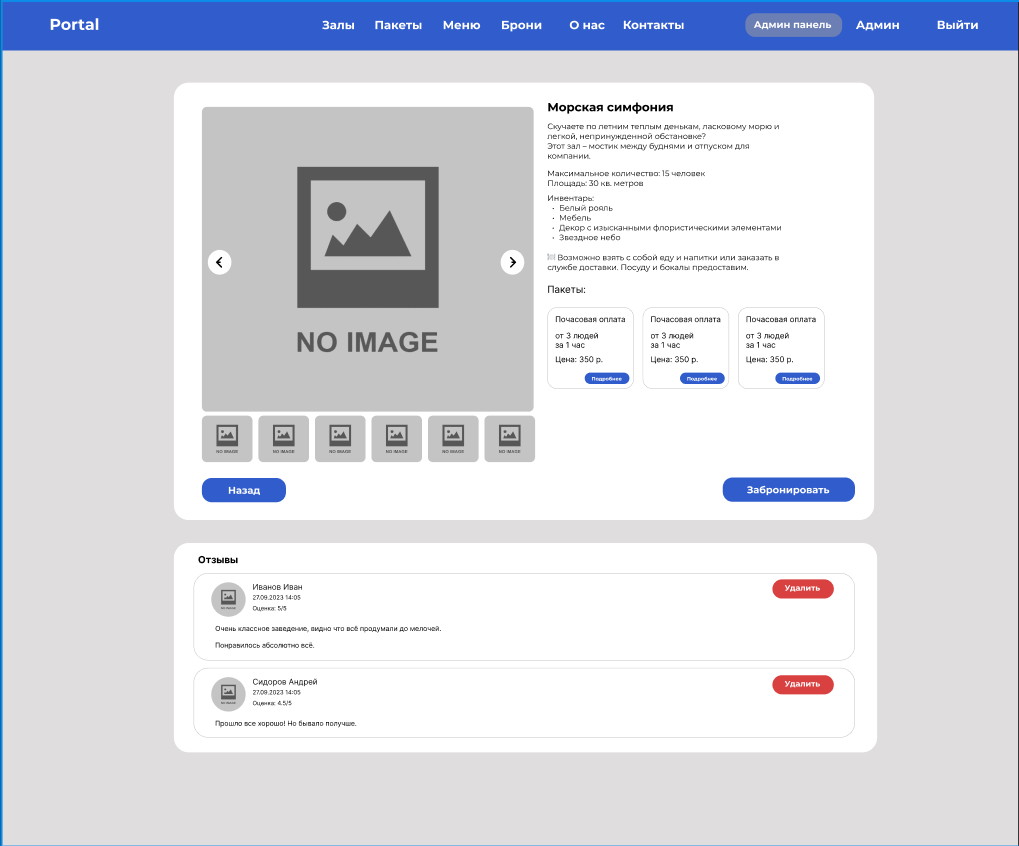 Portal
Залы Пакеты Меню Брони О нас Контакты
Админ панель Админ Выйти
NO IMAGE
NO IMAGE NO IMAGE NO IMAGE NO IMAGE NO IMAGE NO IMAGE
Морская симфония
Скучаете по летним теплым денькам, ласковому морю и
легкой, непринужденной обстановке?
Этот зал – мостик между буднями и отпуском для
компании.
Максимальное количество: 15 человек
Площадь: 30 кв. метров
Инвентарь:
• Белый рояль
• Мебель
• Декор с изысканными флористическими элементами
• Звездное небо
🍽 Возможно взять с собой еду и напитки или заказать в
службе доставки. Посуду и бокалы предоставим.
Пакеты:
Почасовая оплата
от 3 людей
за 1 час
Цена: 350 р.
Подробнее
Почасовая оплата
от 3 людей
за 1 час
Цена: 350 р.
Подробнее
Почасовая оплата
от 3 людей
за 1 час
Цена: 350 р.
Подробнее
Назад
Забронировать
Отзывы
NO IMAGE
Иванов Иван
27.09.2023 14:05
Оценка: 5/5
Удалить
Очень классное заведение, видно что всё продумали до мелочей.
Понравилось абсолютно всё.
NO IMAGE
Сидоров Андрей
27.09.2023 14:05
Оценка: 4.5/5
Удалить
Прошло все хорошо! Но бывало получше.